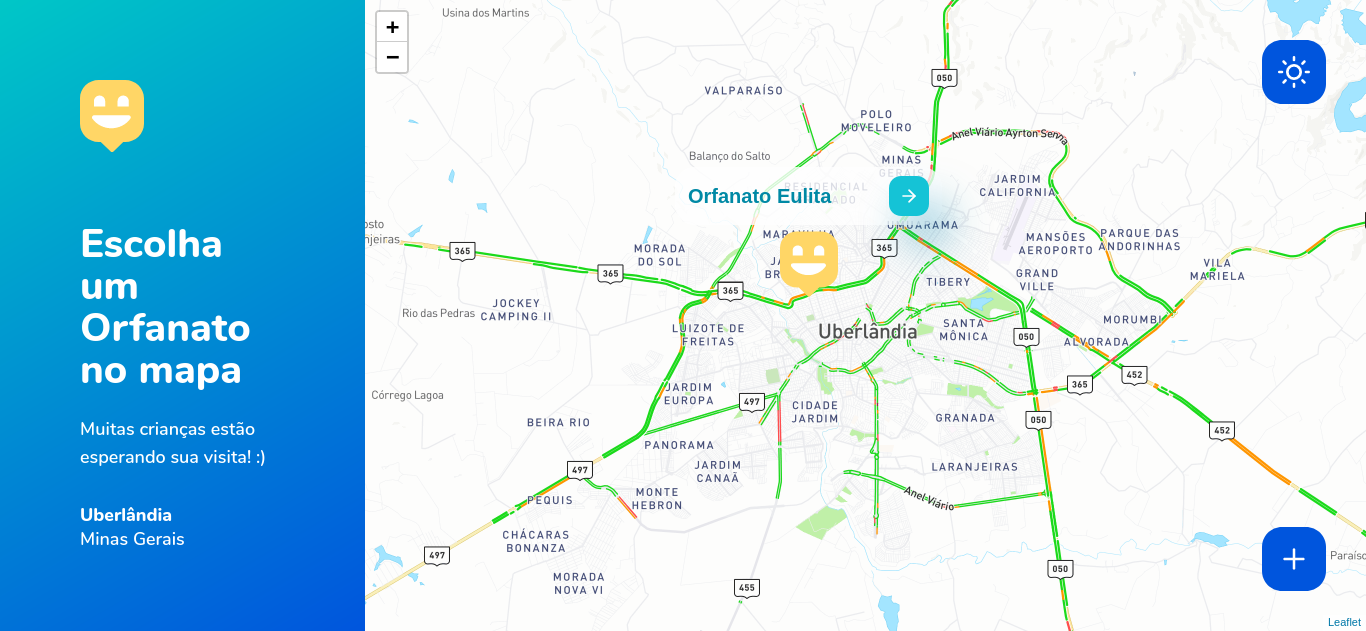 Escolha
um
Orfanato
no mapa
Muitas crianças estão
esperando sua visita! :)
Uberlândia
Minas Gerais
+
−
Usina dos Martins
050
VALPARAÍSO
POLO
MOVELEIRO
Anel Viário Ayrton Senna
Balanço do Salto
MINAS
GERAIS
RESIDENCIAL
Orfanato Eulita
JARDIM
CALIFORNIA
UMUARAMA
osto
njeiras
365
MORADA
DO SOL
365
MANSÕES
AEROPORTO
PARQUE DAS
ANDORINHAS
VILA
MARIELA
365
365
TIBERY
GRAND
VILLE
Rio das Pedras
JOCKEY
CAMPING II
LUIZOTE DE
FREITAS
Uberlândia
SANTA
MÔNICA
050
MORUMBI
ALVORADA
452
365
Córrego Lagoa
JARDIM
EUROPA
497
CIDADE
JARDIM
GRANADA
050
452
BEIRA RIO
PANORAMA
JARDIM
CANAÃ
LARANJEIRAS
497
PEQUIS
MONTE
HEBRON
Anel Viário
CHÁCARAS
BONANZA
497
MORADA
NOVA VI
455
050
Paraíso
Leaflet